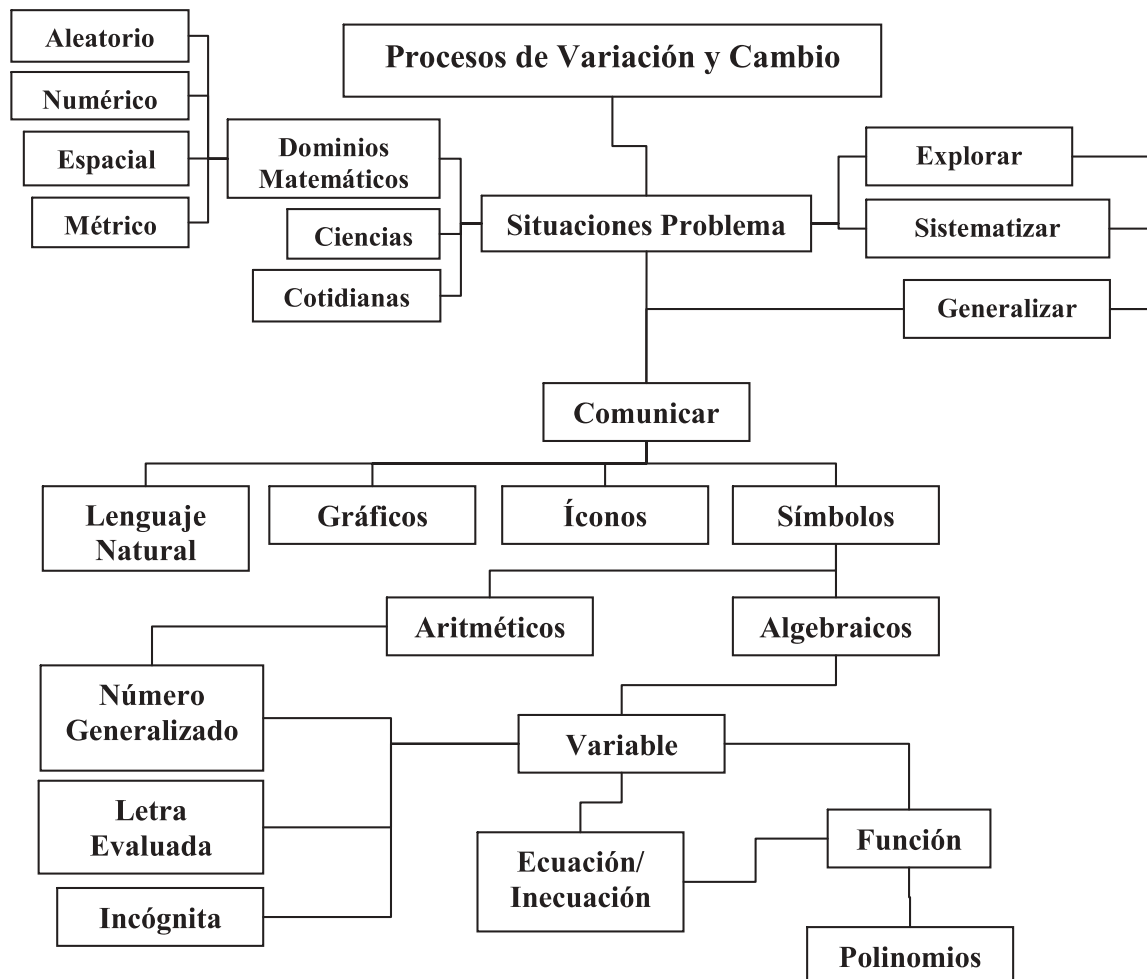 Procesos de Variación y Cambio
Aleatorio
Numérico
Espacial
Métrico
Dominios
Matemáticos
Ciencias
Cotidianas
Situaciones Problema
Explorar
Sistematizar
Generalizar
Comunicar
Lenguaje
Natural
Gráficos
Íconos
Símbolos
Aritméticos
Algebraicos
Número
Generalizado
Letra
Evaluada
Incógnita
Variable
Ecuación/
Inecuación
Función
Polinomios